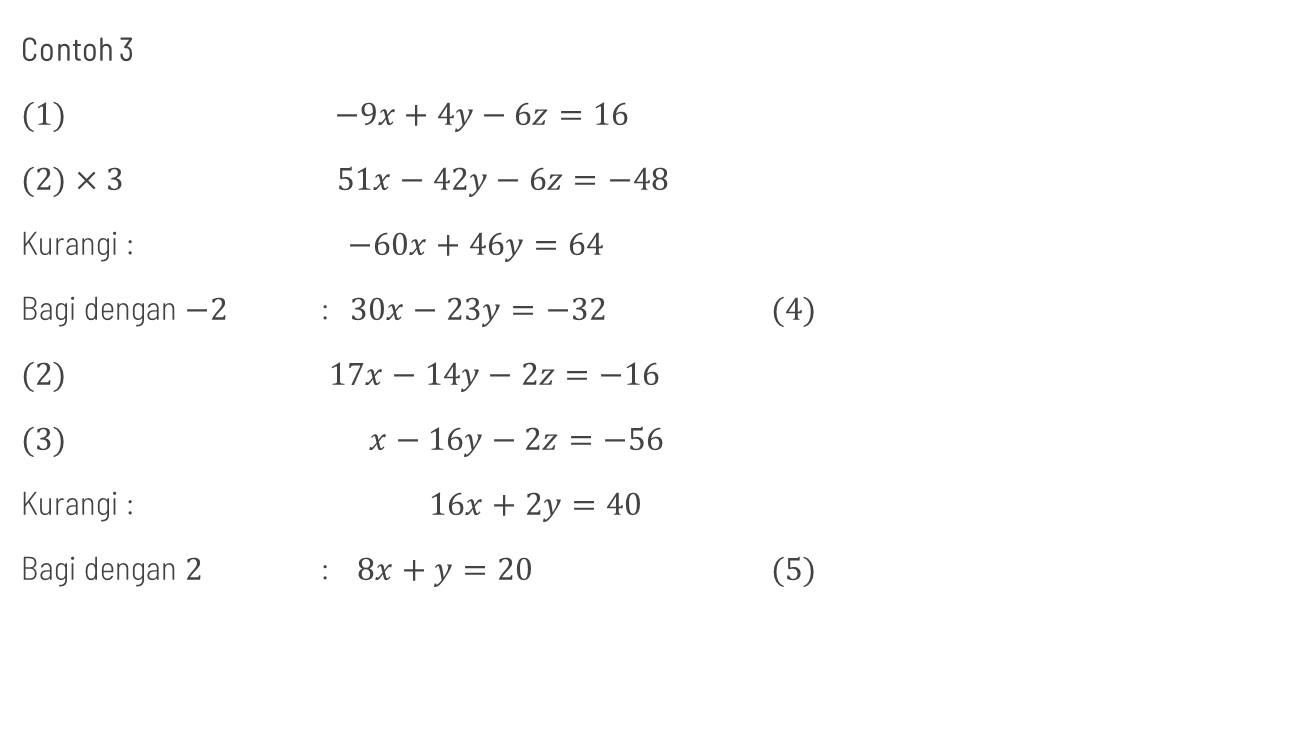 Contoh 3
(1) −9x + 4y − 6z = 16
(2) × 3 51x − 42y − 6z = −48
Kurangi : −60x + 46y = 64
Bagi dengan −2 : 30x − 23y = −32 (4)
(2) 17x − 14y − 2z = −16
(3) x − 16y − 2z = −56
Kurangi : 16x + 2y = 40
Bagi dengan 2 : 8x + y = 20 (5)